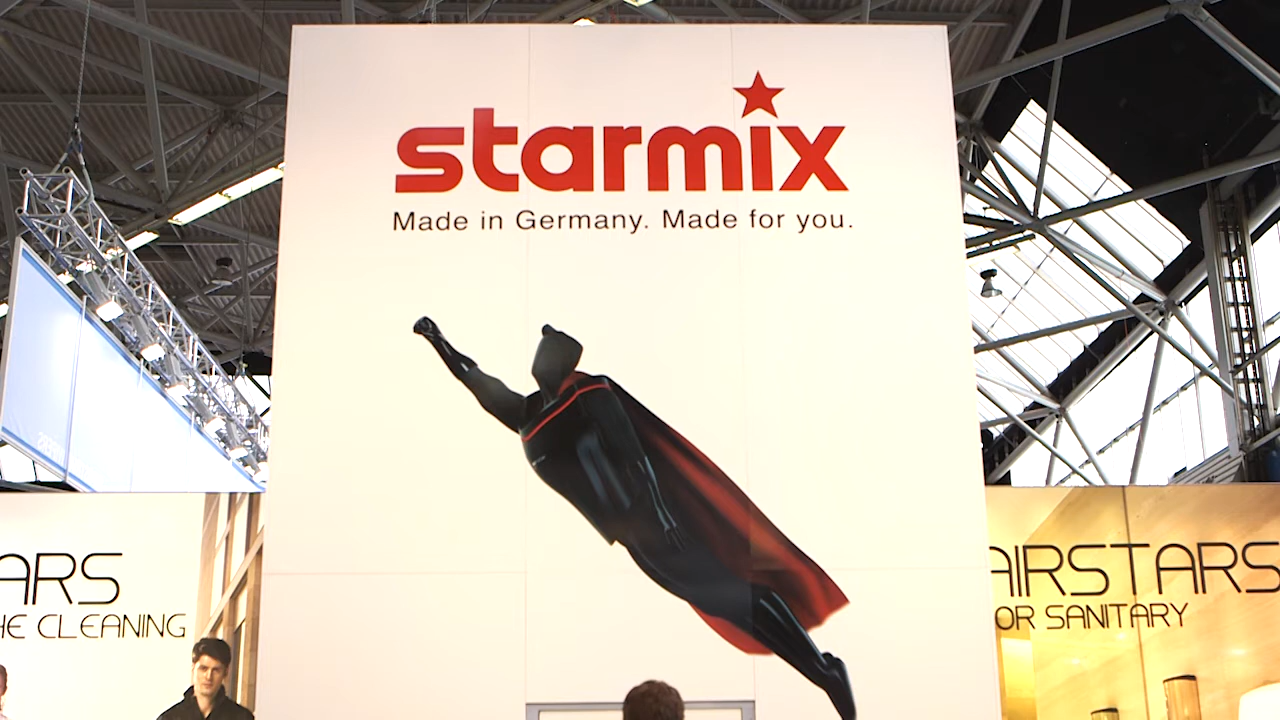 starmix
Made in Germany. Made for you.
ARS
HE CLEANING
AIRSTARS
OR SANITARY